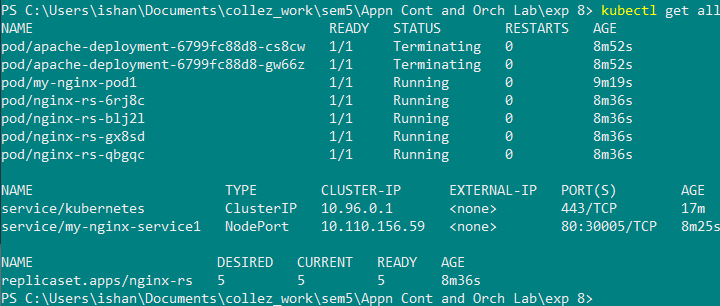 PS C:\Users\ishan\Documents\collez_work\sem5\Appn Cont and Orch Lab\exp 8> kubectl get all
NAME READY STATUS RESTARTS AGE
pod/apache-deployment-6799fc88d8-cs8cw 1/1 Terminating 0 8m52s
pod/apache-deployment-6799fc88d8-gw66z 1/1 Terminating 0 8m52s
pod/my-nginx-pod1 1/1 Running 0 9m19s
pod/nginx-rs-6rj8c 1/1 Running 0 8m36s
pod/nginx-rs-blj2l 1/1 Running 0 8m36s
pod/nginx-rs-gx8sd 1/1 Running 0 8m36s
pod/nginx-rs-qbgqc 1/1 Running 0 8m36s
NAME TYPE CLUSTER-IP EXTERNAL-IP PORT(S) AGE
service/kubernetes ClusterIP 10.96.0.1 <none> 443/TCP 17m
service/my-nginx-service1 NodePort 10.110.156.59 <none> 80:30005/TCP 8m25s
NAME DESIRED CURRENT READY AGE
replicaset.apps/nginx-rs 5 5 5 8m36s
PS C:\Users\ishan\Documents\collez_work\sem5\Appn Cont and Orch Lab\exp 8>